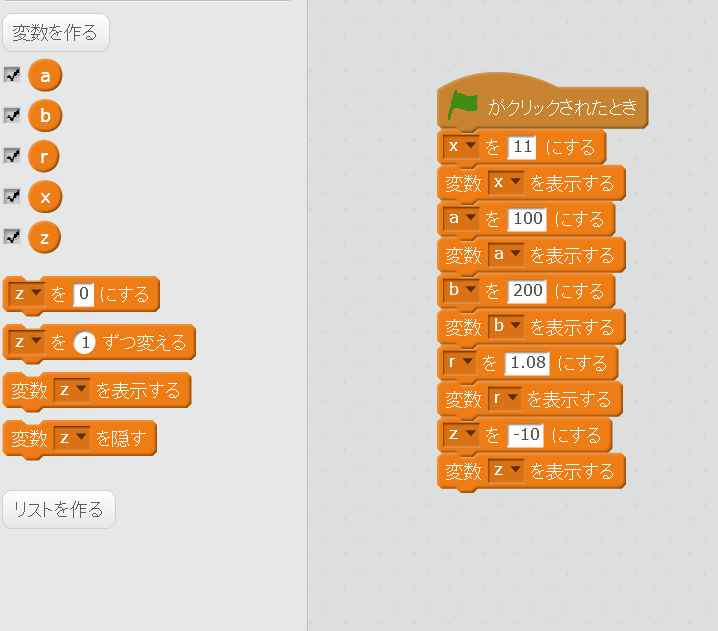 変数を作る
a
b
r
x
z
z を 0 にする
z を 1 ずつ変える
変数 z を表示する
変数 z を隠す
リストを作る
がクリックされたとき
x を 11 にする
変数 x を表示する
a を 100 にする
変数 a を表示する
b を 200 にする
変数 b を表示する
r を 1.08 にする
変数 r を表示する
z を -10 にする
変数 z を表示する